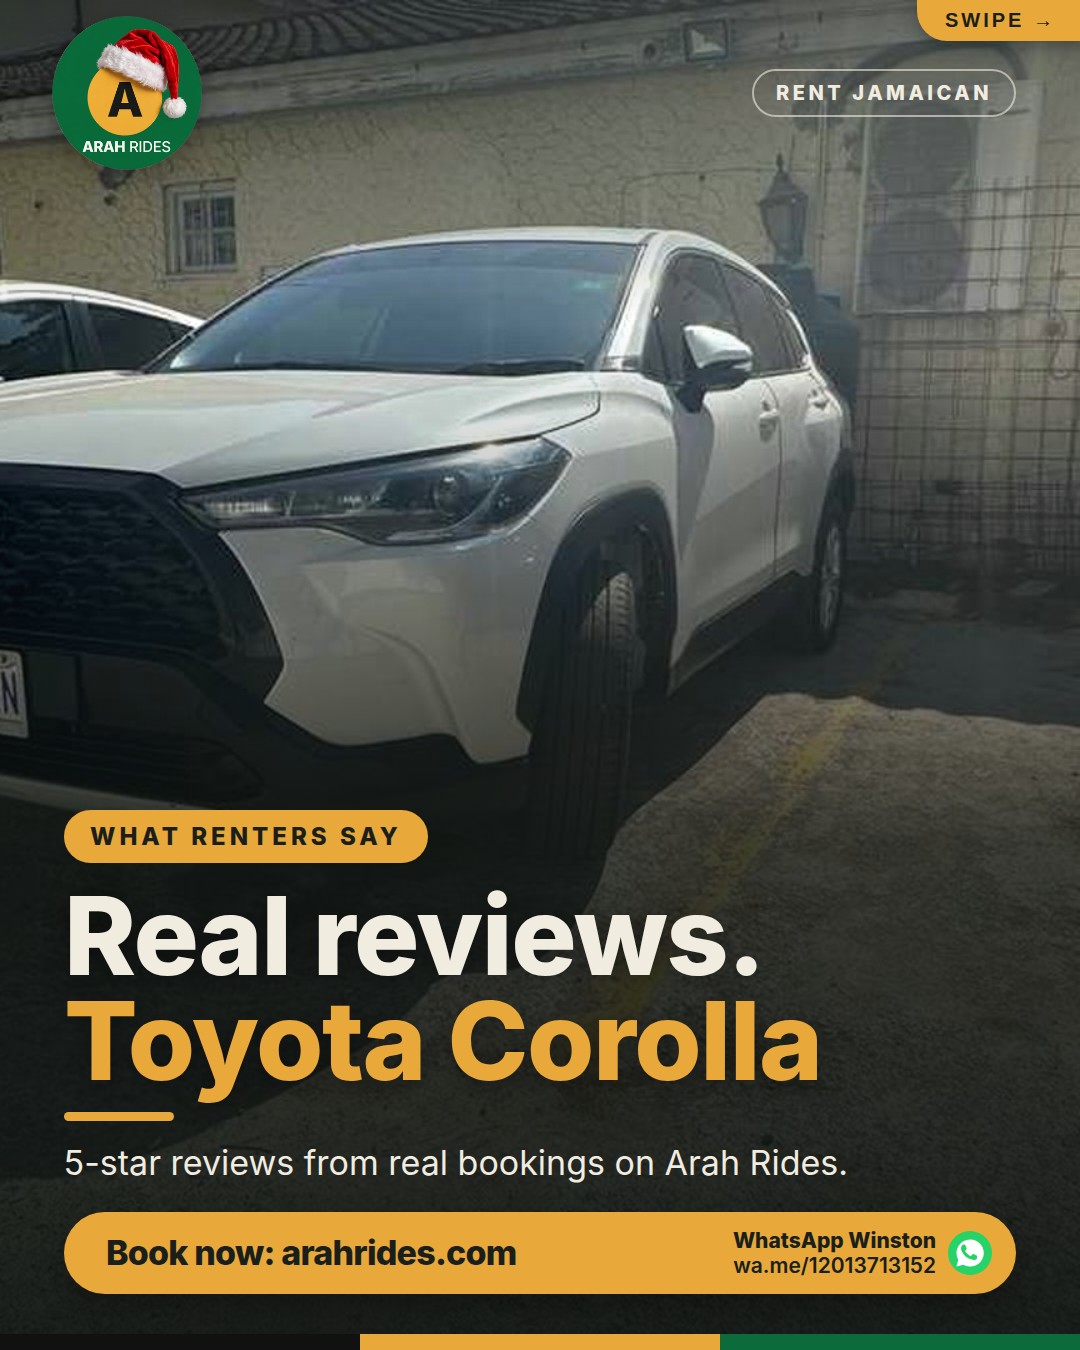 SWIPE →
A
ARAH RIDES
RENT JAMAICAN
N
WHAT RENTERS SAY
Real reviews.
Toyota Corolla
5-star reviews from real bookings on Arah Rides.
Book now: arahrides.com
WhatsApp Winston
wa.me/12013713152